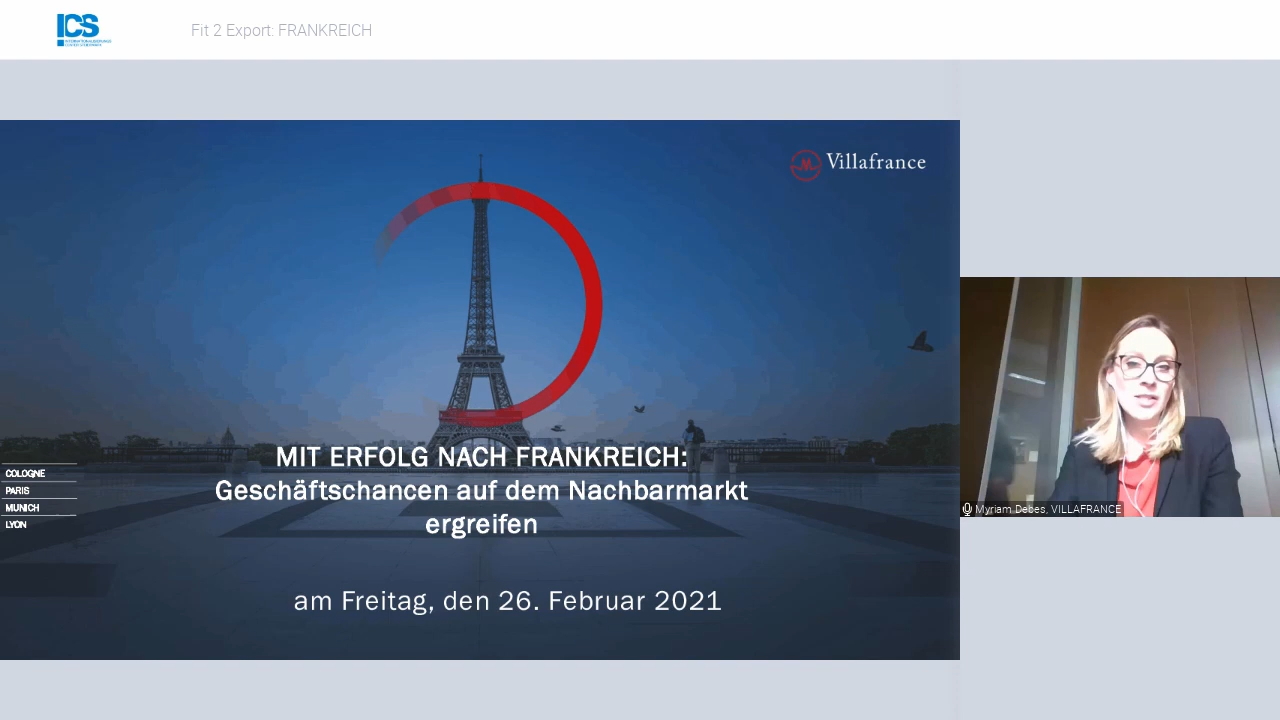 ICS
Fit 2 Export: FRANKREICH
Villafrance
MIT ERFOLG NACH FRANKREICH:
Geschäftschancen auf dem Nachbarmarkt
ergreifen
am Freitag, den 26. Februar 2021
COLOGNE
PARIS
MUNICH
LYON
Myriam Debes, VILLAFRANCE